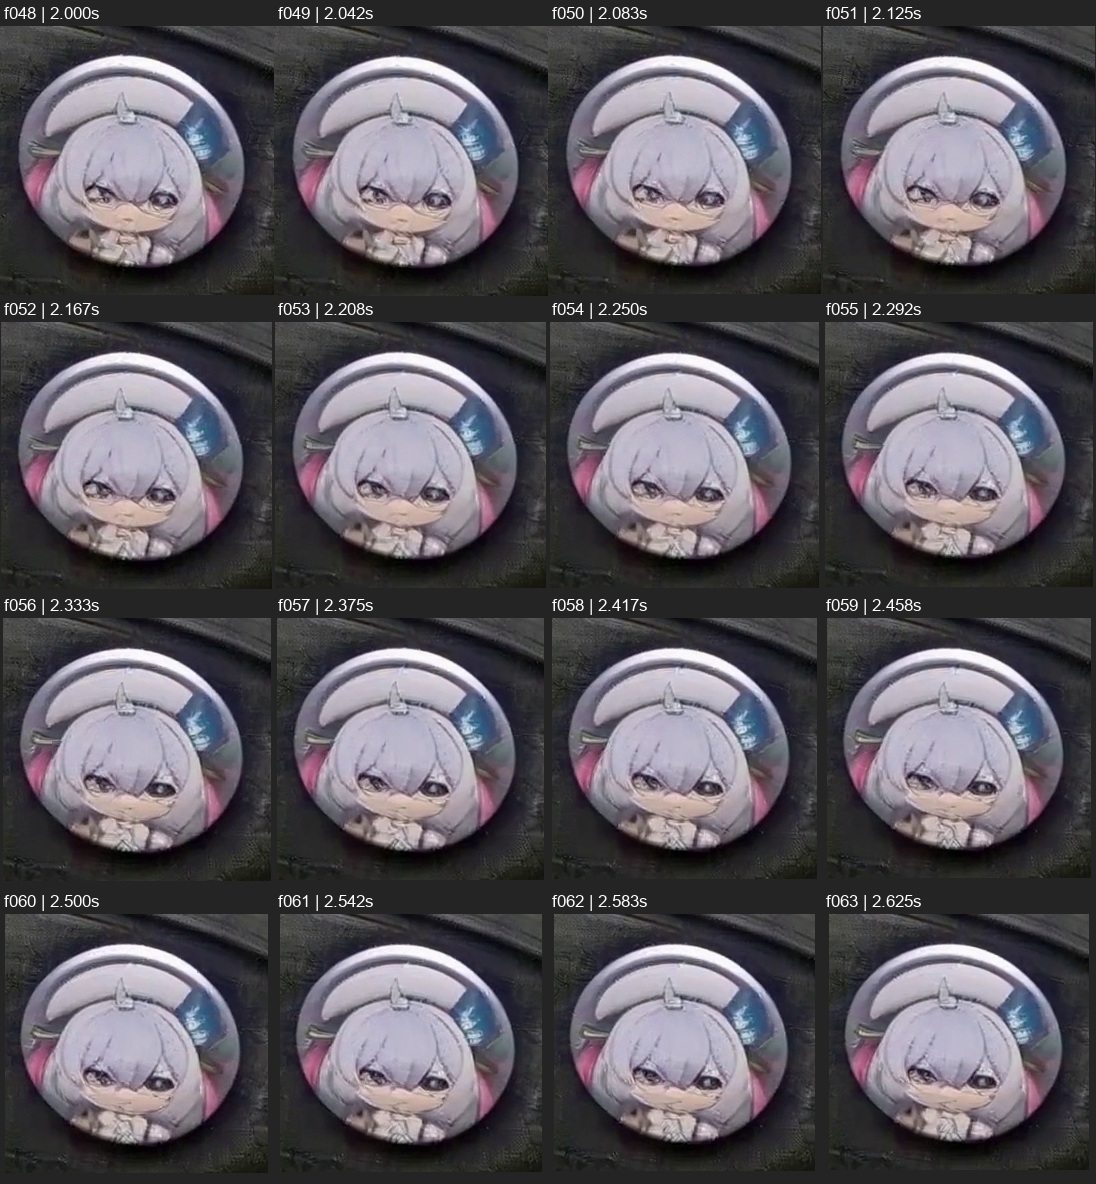 f048 | 2.000s
f049 | 2.042s
f050 | 2.083s
f051 | 2.125s
f052 | 2.167s
f053 | 2.208s
f054 | 2.250s
f055 | 2.292s
f056 | 2.333s
f057 | 2.375s
f058 | 2.417s
f059 | 2.458s
f060 | 2.500s
f061 | 2.542s
f062 | 2.583s
f063 | 2.625s